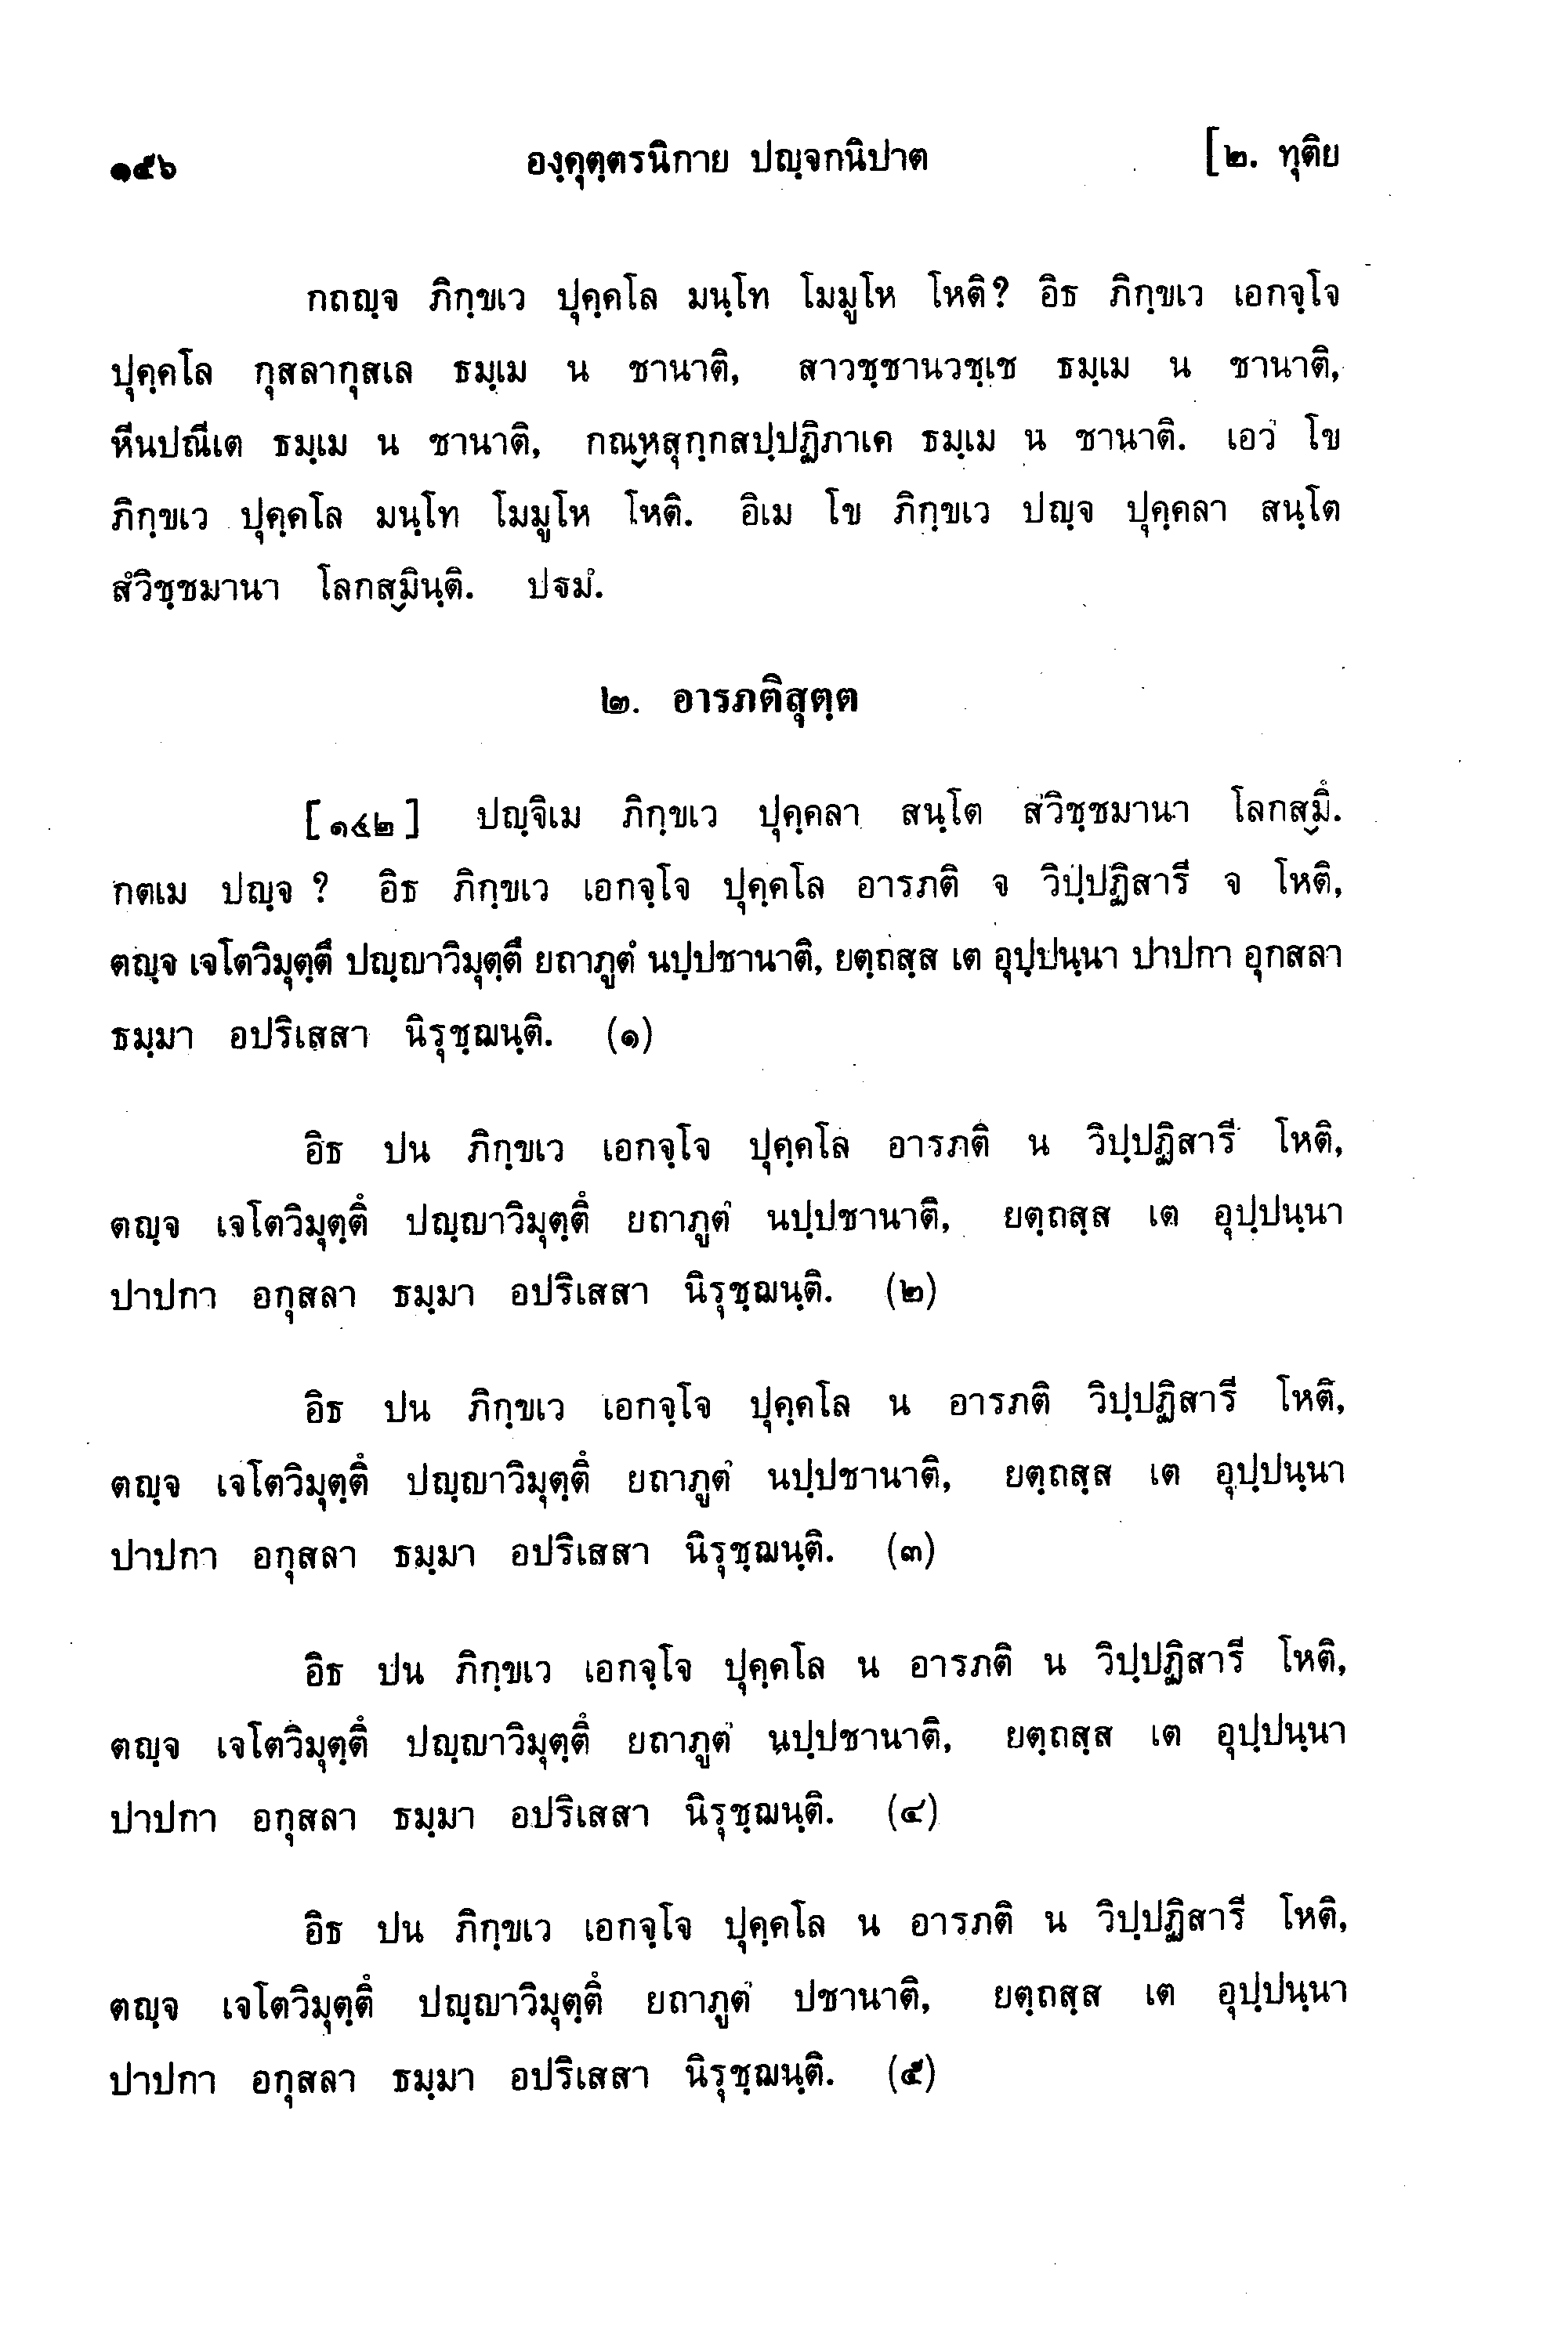 ๑๕๖ องฺคุตฺตรนิกาย ปญฺจกนิปาต [๒. ทุติย
กถญฺจ ภิกฺขเว ปุคฺคโล มนฺโท โมมูโห โหติ? อิธ ภิกฺขเว เอกจฺโจ
ปุคฺคโล กุสลากุสเล ธมฺเม น ชานาติ, สาวชฺชานวชฺเช ธมฺเม น ชานาติ,
หีนปณีเต ธมฺเม น ชานาติ, กณฺหสุกฺกสปฺปฏิภาเค ธมฺเม น ชานาติ. เอวํ โข
ภิกฺขเว ปุคฺคโล มนฺโท โมมูโห โหติ. อิเม โข ภิกฺขเว ปญฺจ ปุคฺคลา สนฺโต
สํวิชฺชมานา โลกสฺมินฺติ. ปฐมํ.
๒. อารภติสุตฺต
[๑๔๒] ปญฺจิเม ภิกฺขเว ปุคฺคลา สนฺโต สํวิชฺชมานา โลกสฺมึ.
กตเม ปญฺจ ? อิธ ภิกฺขเว เอกจฺโจ ปุคฺคโล อารภติ จ วิปฺปฏิสารี จ โหติ,
ตญฺจ เจโตวิมุตฺตึ ปญฺญาวิมุตฺตึ ยถาภูตํ นปฺปชานาติ, ยตฺถสฺส เต อุปฺปนฺนา ปาปกา อุกสลา
ธมฺมา อปริเสสา นิรุชฺฌนฺติ. (๑)
อิธ ปน ภิกฺขเว เอกจฺโจ ปุคฺคโล อารภติ น วิปฺปฏิสารี โหติ,
ตญฺจ เจโตวิมุตฺตึ ปญฺญาวิมุตฺตึ ยถาภูตํ นปฺปชานาติ, ยตฺถสฺส เต อุปฺปนฺนา
ปาปกา อกุสลา ธมฺมา อปริเสสา นิรุชฺฌนฺติ. (๒)
อิธ ปน ภิกฺขเว เอกจฺโจ ปุคฺคโล น อารภติ วิปฺปฏิสารี โหติ,
ตญฺจ เจโตวิมุตฺตึ ปญฺญาวิมุตฺตึ ยถาภูตํ นปฺปชานาติ, ยตฺถสฺส เต อุปฺปนฺนา
ปาปกา อกุสลา ธมฺมา อปริเสสา นิรุชฺฌนฺติ. (๓)
อิธ ปน ภิกฺขเว เอกจฺโจ ปุคฺคโล น อารภติ น วิปฺปฏิสารี โหติ,
ตญฺจ เจโตวิมุตฺตึ ปญฺญาวิมุตฺตึ ยถาภูตํ นปฺปชานาติ, ยตฺถสฺส เต อุปฺปนฺนา
ปาปกา อกุสลา ธมฺมา อปริเสสา นิรุชฺฌนฺติ. (๔)
อิธ ปน ภิกฺขเว เอกจฺโจ ปุคฺคโล น อารภติ น วิปฺปฏิสารี โหติ,
ตญฺจ เจโตวิมุตฺตึ ปญฺญาวิมุตฺตึ ยถาภูตํ ปชานาติ, ยตฺถสฺส เต อุปฺปนฺนา
ปาปกา อกุสลา ธมฺมา อปริเสสา นิรุชฺฌนฺติ. (๕)